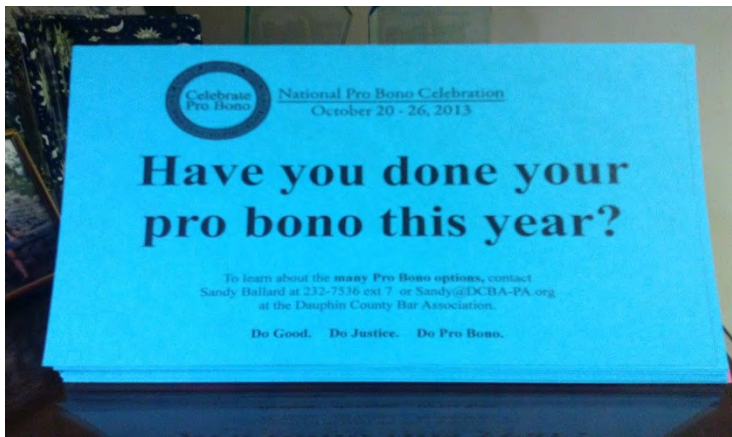 Celebrate
Pro Bono
National Pro Bono Celebration
October 20 - 26, 2013
Have you done your
pro bono this year?
To learn about the many Pro Bono options, contact
Sandy Ballard at 232-7536 ext 7 or Sandy@DCBA-PA.org
at the Dauphin County Bar Association.
Do Good. Do Justice. Do Pro Bono.